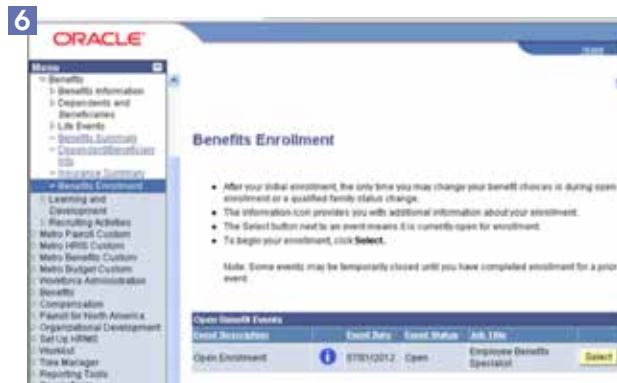 6
ORACLE
Home
Menu
Benefits
Benefits Information
Dependents and
Beneficiaries
Life Events
Benefits Summary
Dependent/Beneficiary
Info
Insurance Summary
Benefits Enrollment
Learning and
Development
Recruiting Activities
Metro Payroll Custom
Metro HRIS Custom
Metro Benefits Custom
Metro Budget Custom
Workforce Administration
Benefits
Compensation
Payroll for North America
Organizational Development
Set Up HRMS
Worklist
Tree Manager
Reporting Tools
Benefits Enrollment
After your initial enrollment, the only time you may change your benefit choices is during open
enrollment or a qualified family status change.
The Information icon provides you with additional information about your enrollment.
The Select button next to an event means it is currently open for enrollment.
To begin your enrollment, click Select.
Note: Some events may be temporarily closed until you have completed enrollment for a prior
event.
Open Benefit Events
Event Description Event Date Event Status Job Title
Open Enrollment i 07/01/2012 Open Employee Benefits
Specialist Select